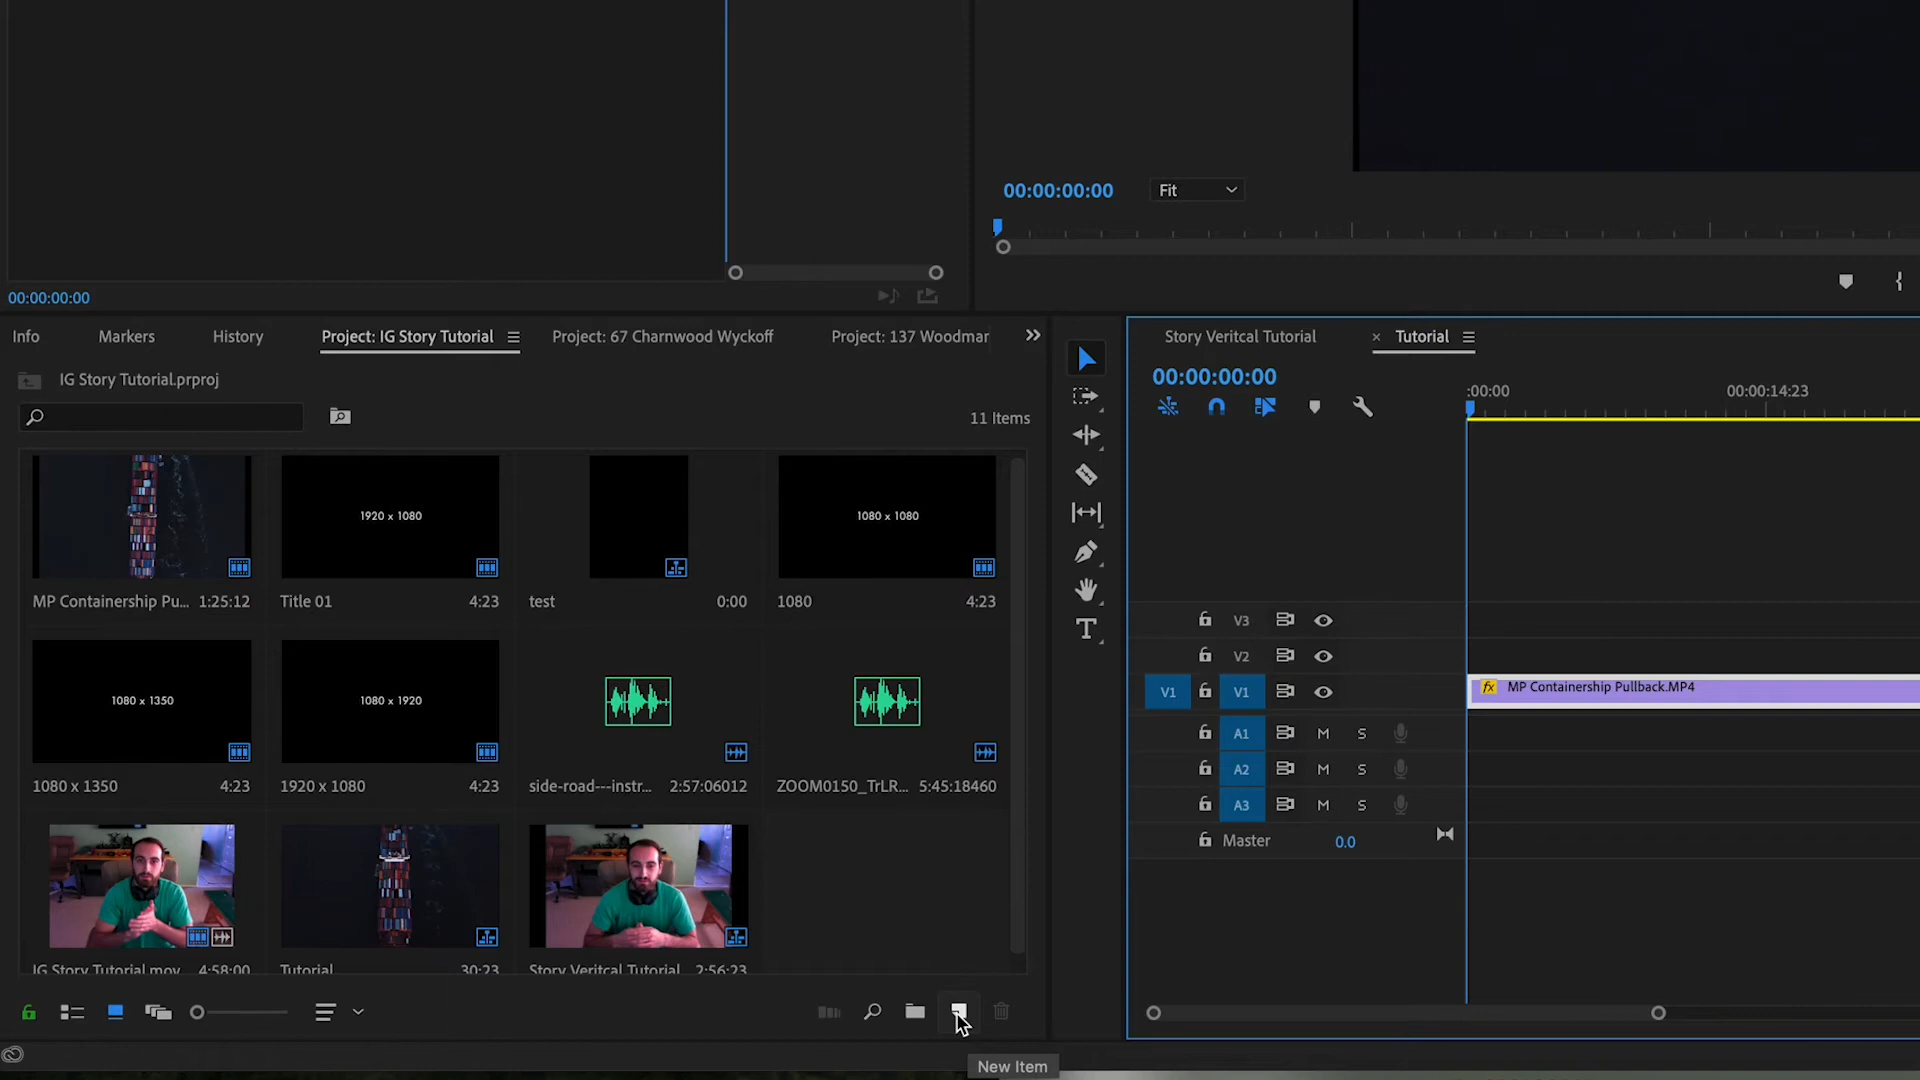 00:00:00:00
Fit
00:00:00:00
Info
Markers
History
Project: IG Story Tutorial
Project: 67 Charnwood Wyckoff
Project: 137 Woodmar
IG Story Tutorial.prproj
11 Items
1920 x 1080
1080 x 1080
MP Containership Pu... 1:25:12
Title 01 4:23
test 0:00
1080 4:23
1080 x 1350
1080 x 1920
1080 x 1350 4:23
1920 x 1080 4:23
side-road---instr... 2:57:06012
ZOOM0150_TrLR... 5:45:18460
IG Story Tutorial.mov 4:58:00
Tutorial 30:23
Story Veritcal Tutorial 2:56:23
New Item
Story Veritcal Tutorial
× Tutorial
00:00:00:00
:00:00
00:00:14:23
V3
V2
V1 V1
MP Containership Pullback.MP4
A1 M S
A2 M S
A3 M S
Master 0.0